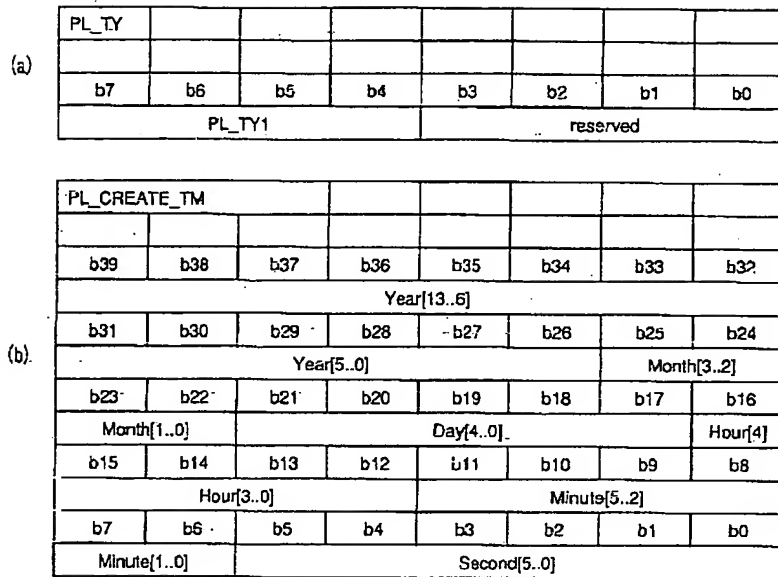 (a)
PL_TY
b7 b6 b5 b4 b3 b2 b1 b0
PL_TY1 reserved
(b)
PL_CREATE_TM
b39 b38 b37 b36 b35 b34 b33 b32
Year[13..6]
b31 b30 b29 b28 b27 b26 b25 b24
Year[5..0] Month[3..2]
b23 b22 b21 b20 b19 b18 b17 b16
Month[1..0] Day[4..0] Hour[4]
b15 b14 b13 b12 b11 b10 b9 b8
Hour[3..0] Minute[5..2]
b7 b6 b5 b4 b3 b2 b1 b0
Minute[1..0] Second[5..0]